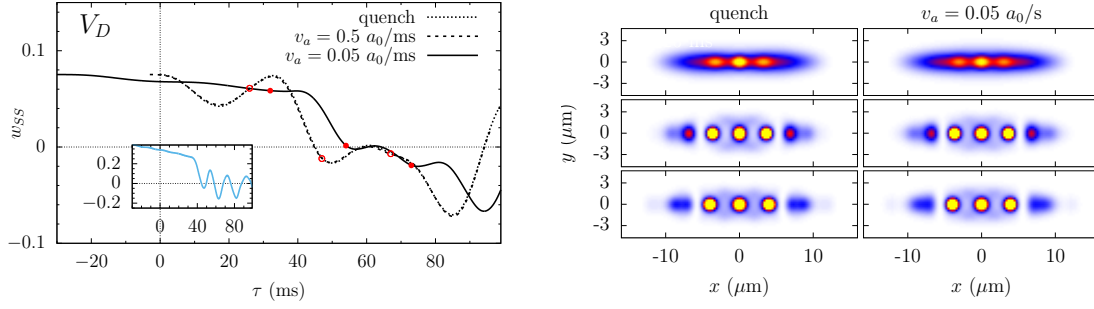 V_D
quench
v_a = 0.5 a_0/ms
v_a = 0.05 a_0/ms
0.1
0
−0.1
w_SS
0.2
0
−0.2
0 40 80
−20 0 20 40 60 80
τ (ms)
quench v_a = 0.05 a_0/s
3
0
-3
3
0
-3
3
0
-3
y (μm)
-10 0 10 -10 0 10
x (μm) x (μm)